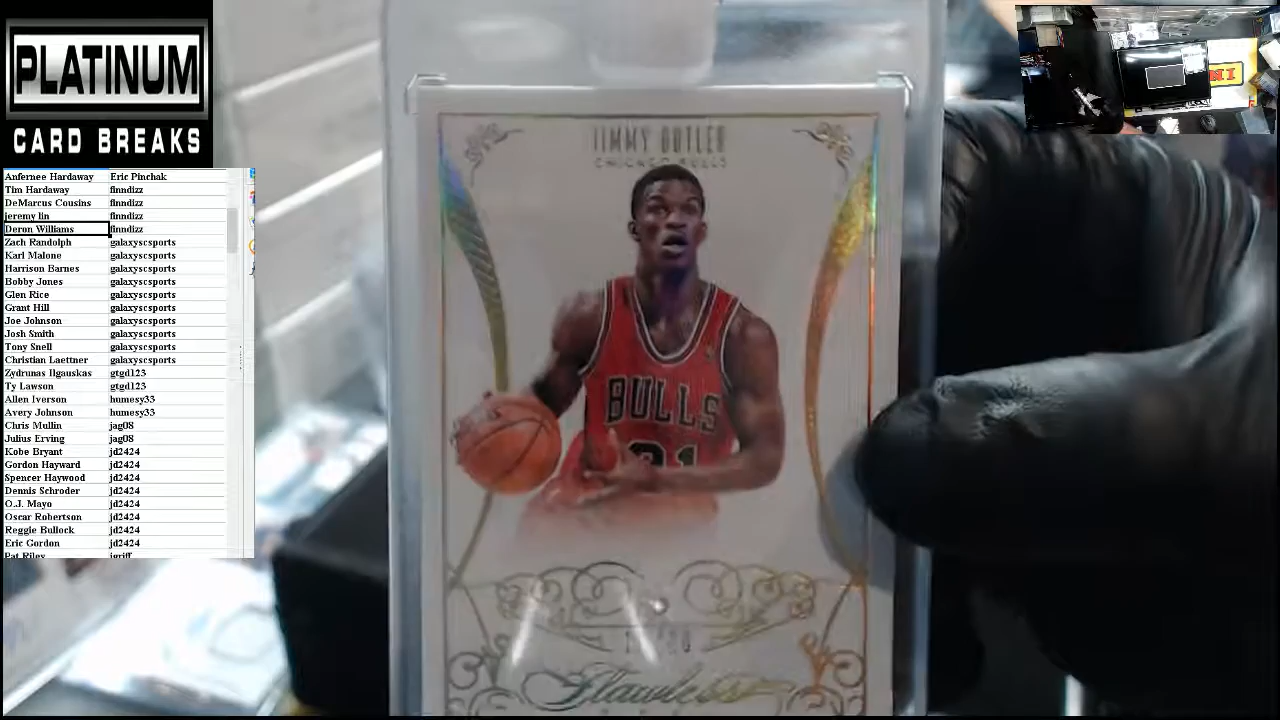 PLATINUM
CARD BREAKS
Anfernee Hardaway Eric Pinchak
Tim Hardaway finndizz
DeMarcus Cousins finndizz
jeremy lin finndizz
Deron Williams finndizz
Zach Randolph galaxyscsports
Karl Malone galaxyscsports
Harrison Barnes galaxyscsports
Bobby Jones galaxyscsports
Glen Rice galaxyscsports
Grant Hill galaxyscsports
Joe Johnson galaxyscsports
Josh Smith galaxyscsports
Tony Snell galaxyscsports
Christian Laettner galaxyscsports
Zydrunas Ilgauskas gtgd123
Ty Lawson gtgd123
Allen Iverson humesy33
Avery Johnson humesy33
Chris Mullin jag08
Julius Erving jag08
Kobe Bryant jd2424
Gordon Hayward jd2424
Spencer Haywood jd2424
Dennis Schroder jd2424
O.J. Mayo jd2424
Oscar Robertson jd2424
Reggie Bullock jd2424
Eric Gordon jd2424
Pat Riley jgriff
JIMMY BUTLER
CHICAGO BULLS
BULLS
21
Flawless